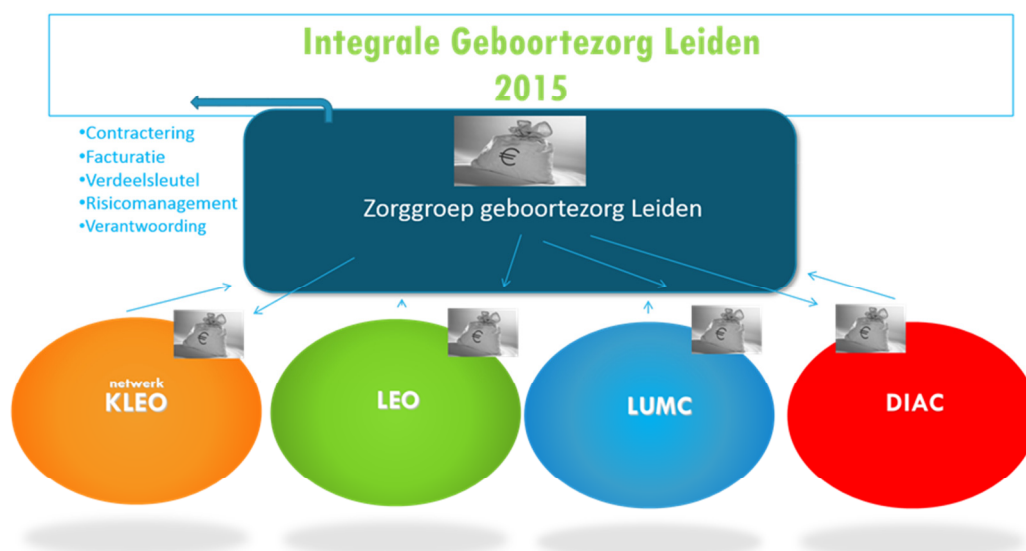 Integrale Geboortezorg Leiden
2015
•Contractering
•Facturatie
•Verdeelsleutel
•Risicomanagement
•Verantwoording
€
Zorggroep geboortezorg Leiden
€
€
€
€
netwerk
KLEO
LEO
LUMC
DIAC